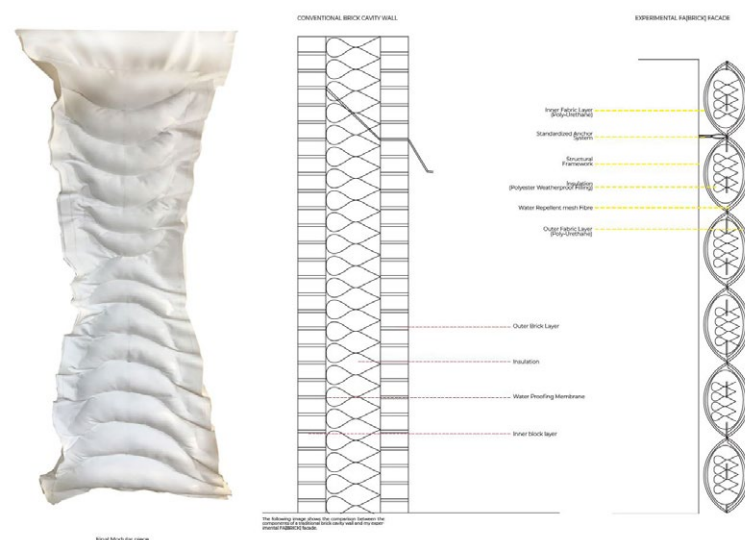 CONVENTIONAL BRICK CAVITY WALL
EXPERIMENTAL FA[BRICK] FACADE
Inner Fabric Layer
(Poly-Urethane)
Standardized Anchor
System
Structural
Framework
Insulation
(Polyester Weatherproof Filling)
Water Repellent mesh Fibre
Outer Fabric Layer
(Poly-Urethane)
Outer Brick Layer
Insulation
Water Proofing Membrane
Inner block layer
The following image shows the comparison between the
components of a traditional brick cavity wall and my exper-
imental FA[BRICK] facade.
Final Modular piece